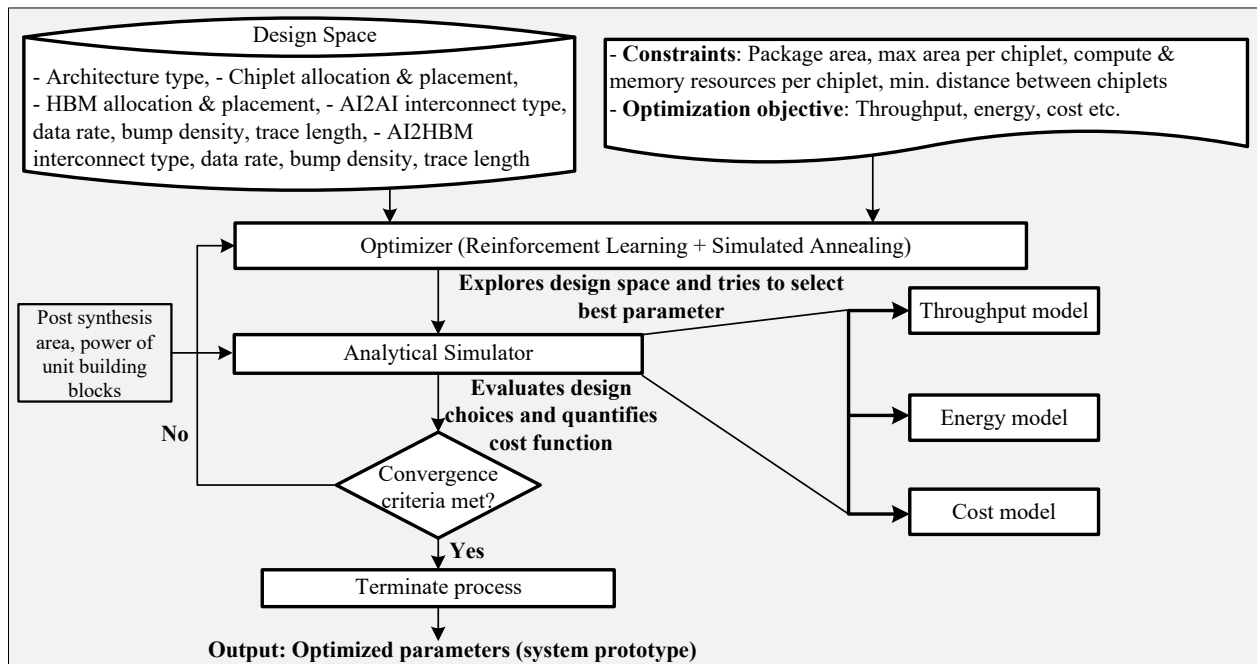 Design Space
- Architecture type, - Chiplet allocation & placement,
- HBM allocation & placement, - AI2AI interconnect type,
data rate, bump density, trace length, - AI2HBM
interconnect type, data rate, bump density, trace length
- Constraints: Package area, max area per chiplet, compute &
memory resources per chiplet, min. distance between chiplets
- Optimization objective: Throughput, energy, cost etc.
Optimizer (Reinforcement Learning + Simulated Annealing)
Explores design space and tries to select
best parameter
Post synthesis
area, power of
unit building
blocks
Analytical Simulator
Throughput model
Energy model
Cost model
Evaluates design
choices and quantifies
cost function
No
Convergence
criteria met?
Yes
Terminate process
Output: Optimized parameters (system prototype)